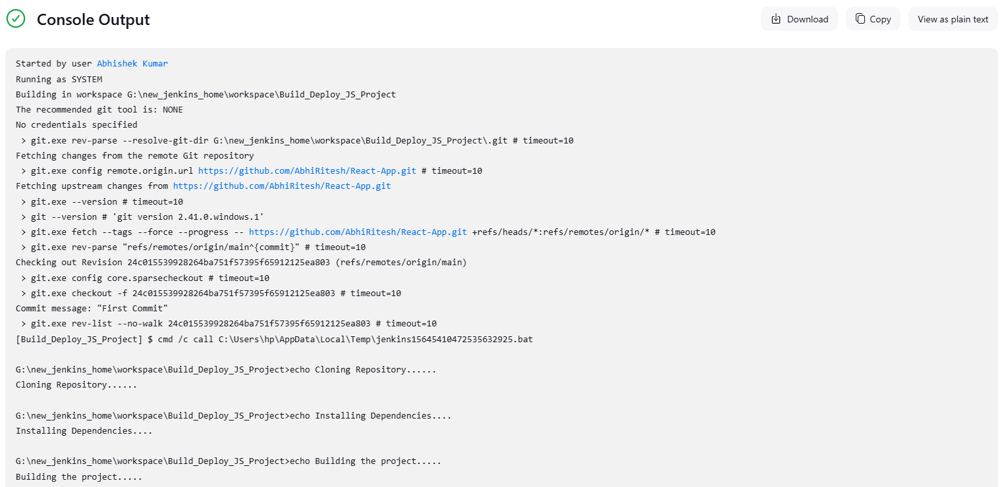 Console Output
Download
Copy
View as plain text
Started by user Abhishek Kumar
Running as SYSTEM
Building in workspace G:\new_jenkins_home\workspace\Build_Deploy_JS_Project
The recommended git tool is: NONE
No credentials specified
 > git.exe rev-parse --resolve-git-dir G:\new_jenkins_home\workspace\Build_Deploy_JS_Project\.git # timeout=10
Fetching changes from the remote Git repository
 > git.exe config remote.origin.url https://github.com/AbhiRitesh/React-App.git # timeout=10
Fetching upstream changes from https://github.com/AbhiRitesh/React-App.git
 > git.exe --version # timeout=10
 > git --version # 'git version 2.41.0.windows.1'
 > git.exe fetch --tags --force --progress -- https://github.com/AbhiRitesh/React-App.git +refs/heads/*:refs/remotes/origin/* # timeout=10
 > git.exe rev-parse "refs/remotes/origin/main^{commit}" # timeout=10
Checking out Revision 24c015539928264ba751f57395f65912125ea803 (refs/remotes/origin/main)
 > git.exe config core.sparsecheckout # timeout=10
 > git.exe checkout -f 24c015539928264ba751f57395f65912125ea803 # timeout=10
Commit message: "First Commit"
 > git.exe rev-list --no-walk 24c015539928264ba751f57395f65912125ea803 # timeout=10
[Build_Deploy_JS_Project] $ cmd /c call C:\Users\hp\AppData\Local\Temp\jenkins15645410472535632925.bat
G:\new_jenkins_home\workspace\Build_Deploy_JS_Project>echo Cloning Repository......
Cloning Repository......
G:\new_jenkins_home\workspace\Build_Deploy_JS_Project>echo Installing Dependencies....
Installing Dependencies....
G:\new_jenkins_home\workspace\Build_Deploy_JS_Project>echo Building the project.....
Building the project.....